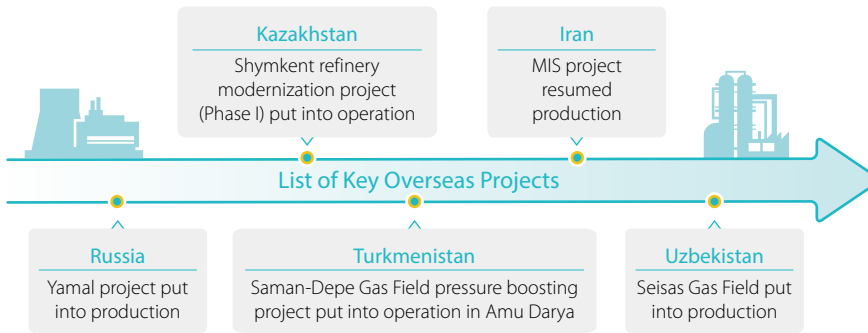 Kazakhstan
Shymkent refinery
modernization project
(Phase I) put into operation
Iran
MIS project
resumed
production
List of Key Overseas Projects
Russia
Yamal project put
into production
Turkmenistan
Saman-Depe Gas Field pressure boosting
project put into operation in Amu Darya
Uzbekistan
Seisas Gas Field put
into production